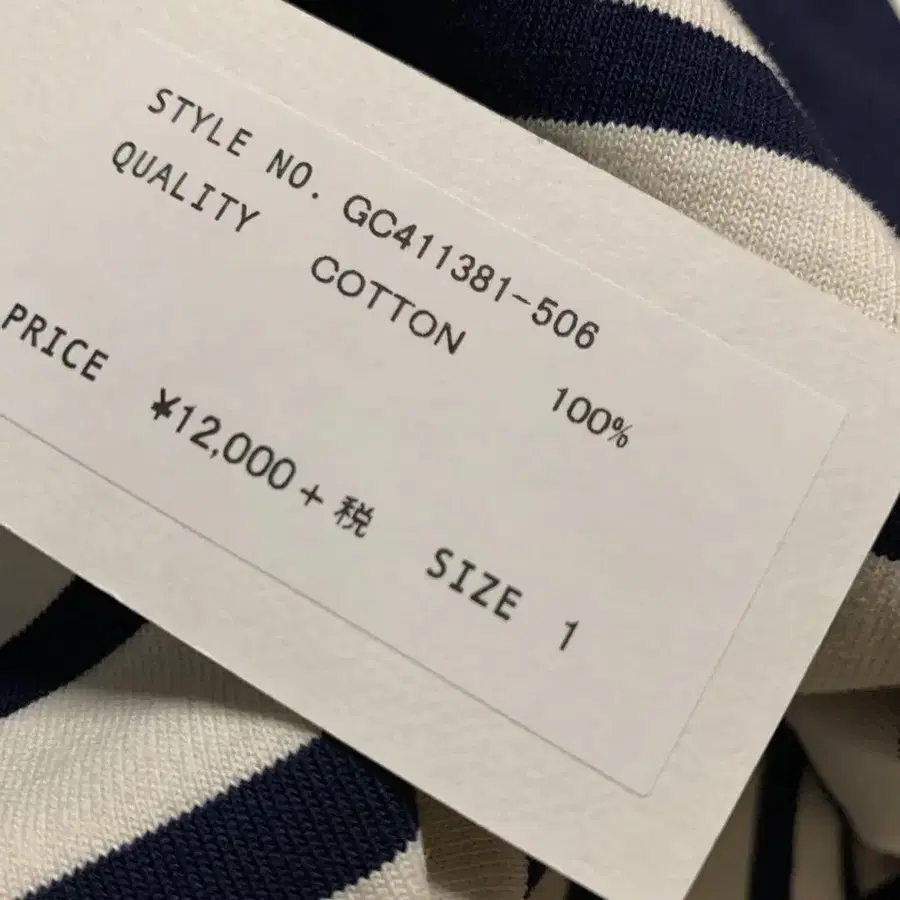 STYLE NO. GC411381-506
QUALITY COTTON 100%
PRICE ¥12,000+税 SIZE 1